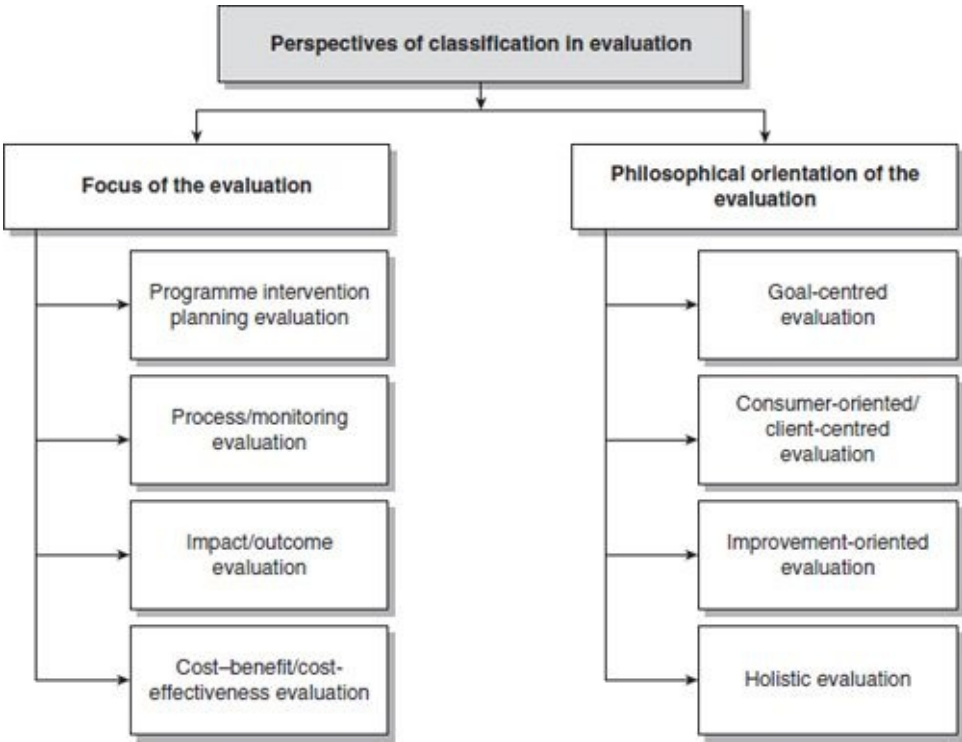 Perspectives of classification in evaluation
Focus of the evaluation
Programme intervention
planning evaluation
Process/monitoring
evaluation
Impact/outcome
evaluation
Cost–benefit/cost-
effectiveness evaluation
Philosophical orientation of the
evaluation
Goal-centred
evaluation
Consumer-oriented/
client-centred
evaluation
Improvement-oriented
evaluation
Holistic evaluation